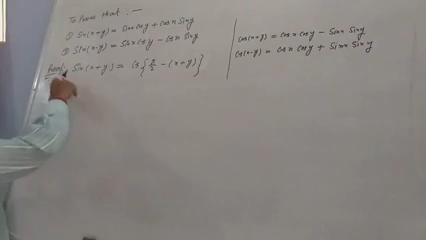 To Prove that :—
① Sin(x+y) = Sinx cosy + cosx Siny
② Sin(x-y) = Sinx cosy - cosx Siny
Proof: Sin(x+y) = Cos{π/2 - (x+y)}
cos(x+y) = cosx cosy - Sinx Siny
cos(x-y) = cosx cosy + Sinx Siny